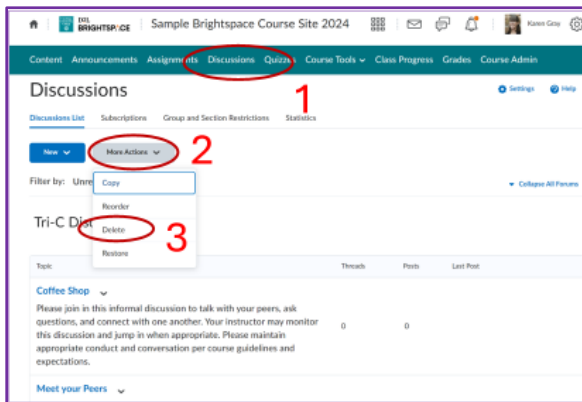 D2L
BRIGHTSPACE
Sample Brightspace Course Site 2024
Karen Gray
Content Announcements Assignments Discussions Quizzes Course Tools Class Progress Grades Course Admin
1
Discussions
Settings Help
Discussions List Subscriptions Group and Section Restrictions Statistics
New More Actions
2
Filter by: Unre
Collapse All Forums
Copy
Reorder
Delete
3
Restore
Tri-C Dis
Topic Threads Posts Last Post
Coffee Shop
Please join in this informal discussion to talk with your peers, ask
questions, and connect with one another. Your instructor may monitor
this discussion and jump in when appropriate. Please maintain
appropriate conduct and conversation per course guidelines and
expectations.
0 0
Meet your Peers